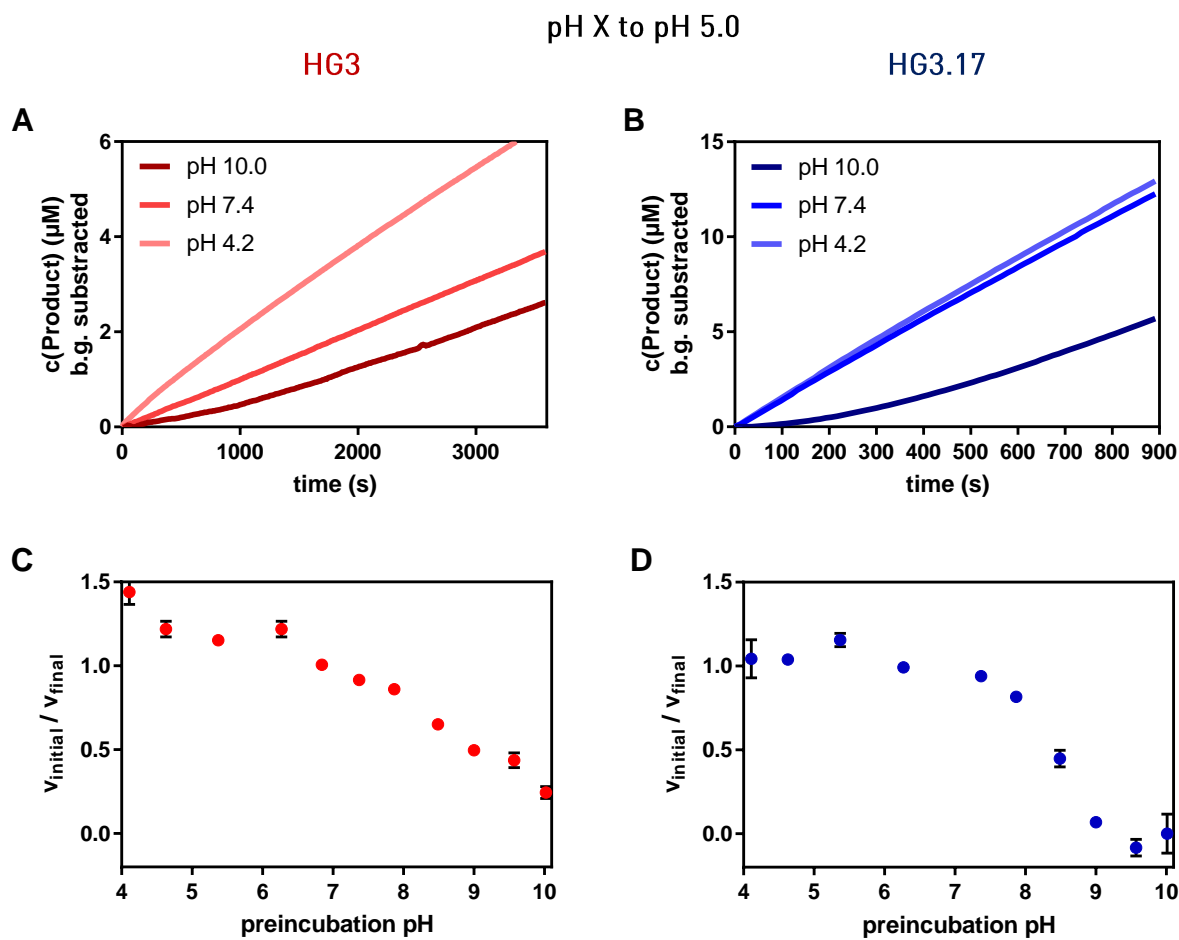 pH X to pH 5.0
HG3
HG3.17
A
6
4
2
0
c(Product) (µM)
b.g. substracted
pH 10.0
pH 7.4
pH 4.2
0 1000 2000 3000
time (s)
B
15
10
5
0
c(Product) (µM)
b.g. substracted
pH 10.0
pH 7.4
pH 4.2
0 100 200 300 400 500 600 700 800 900
time (s)
C
1.5
1.0
0.5
0.0
vinitial / vfinal
4 5 6 7 8 9 10
preincubation pH
D
1.5
1.0
0.5
0.0
vinitial / vfinal
4 5 6 7 8 9 10
preincubation pH